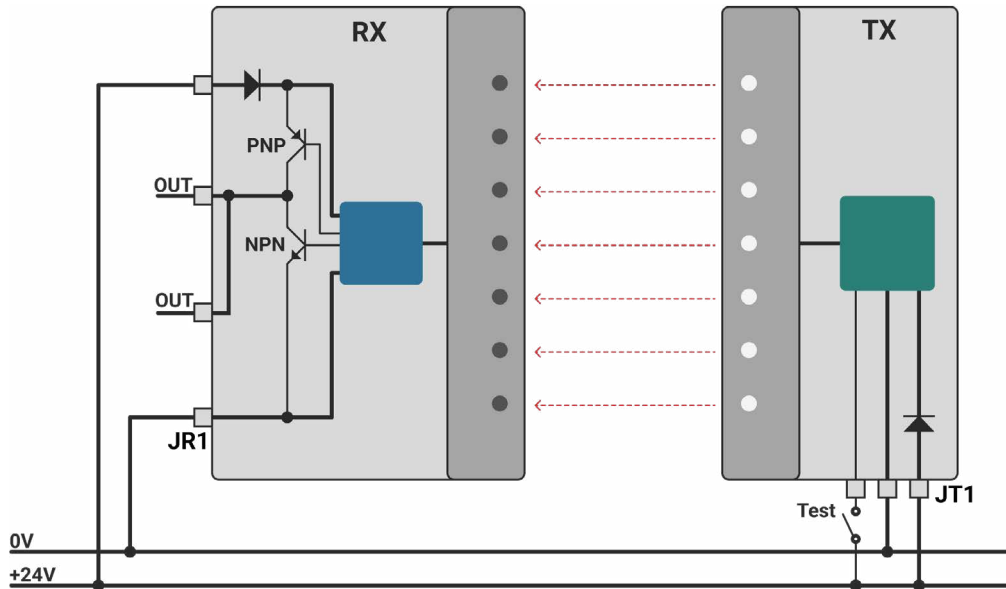 RX
TX
PNP
OUT
NPN
OUT
JR1
JT1
Test
0V
+24V